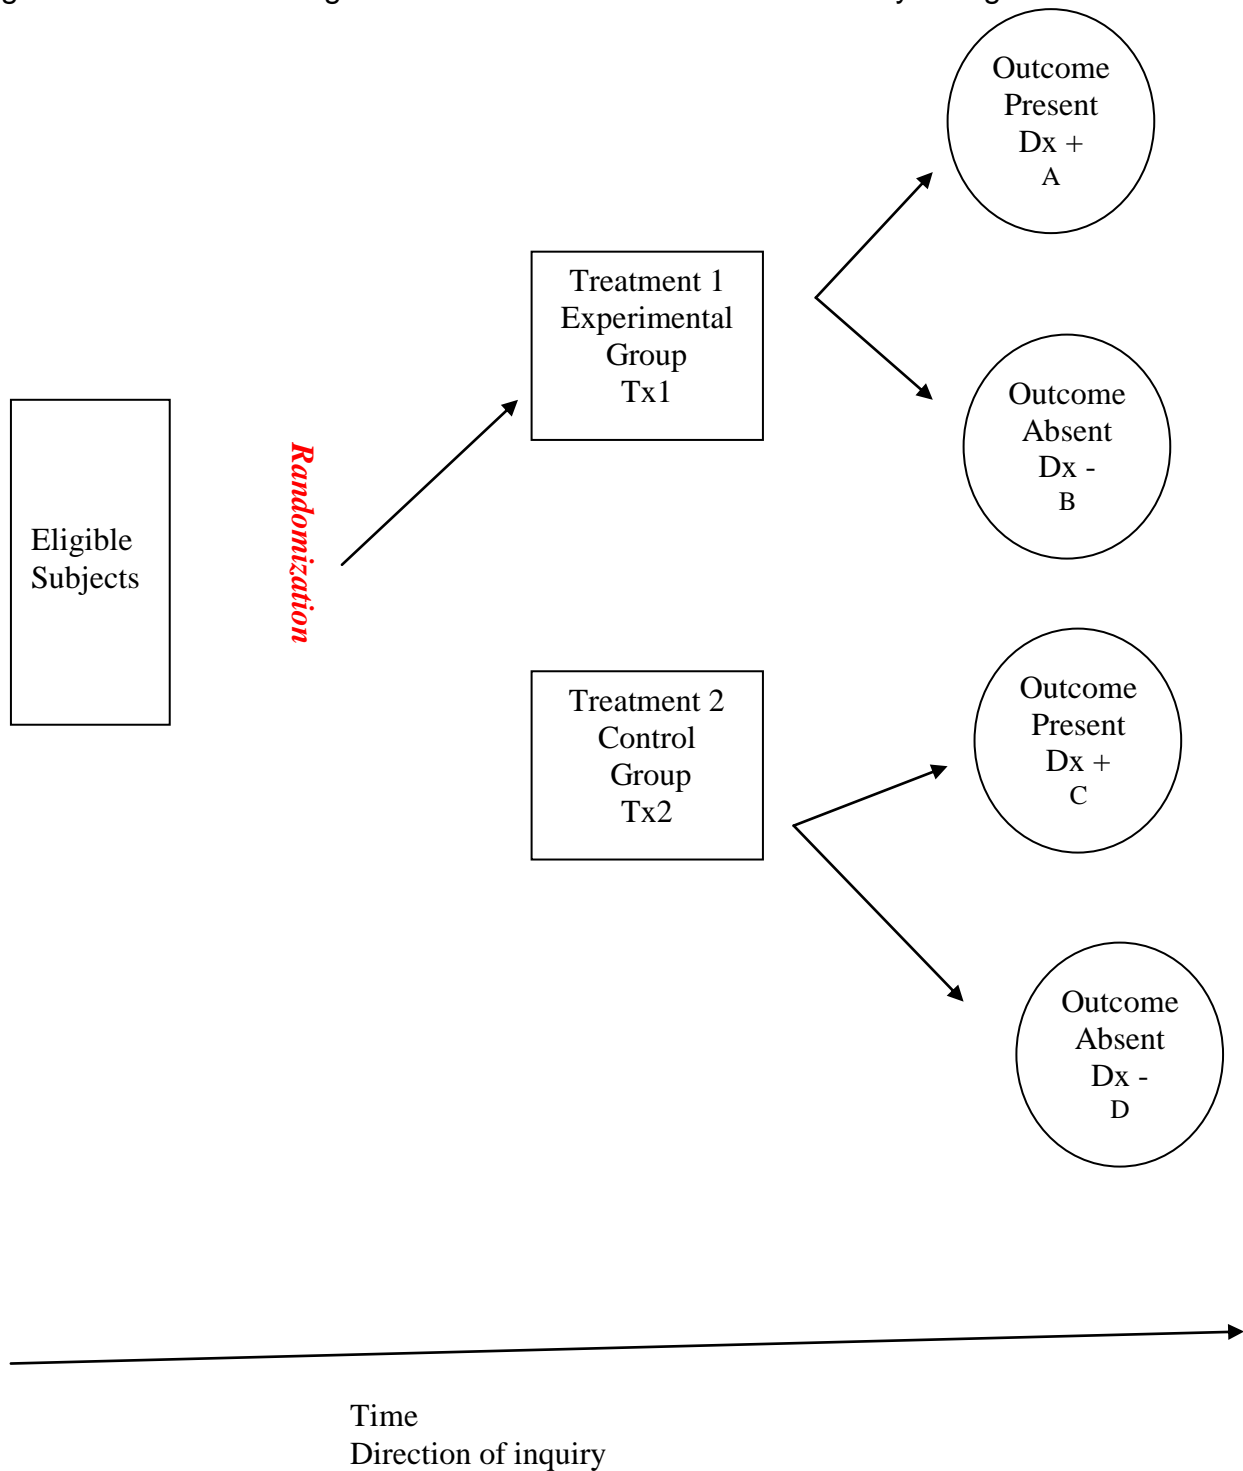 Eligible
Subjects
Randomization
Treatment 1
Experimental
Group
Tx1
Treatment 2
Control
Group
Tx2
Outcome
Present
Dx +
A
Outcome
Absent
Dx -
B
Outcome
Present
Dx +
C
Outcome
Absent
Dx -
D
Time
Direction of inquiry